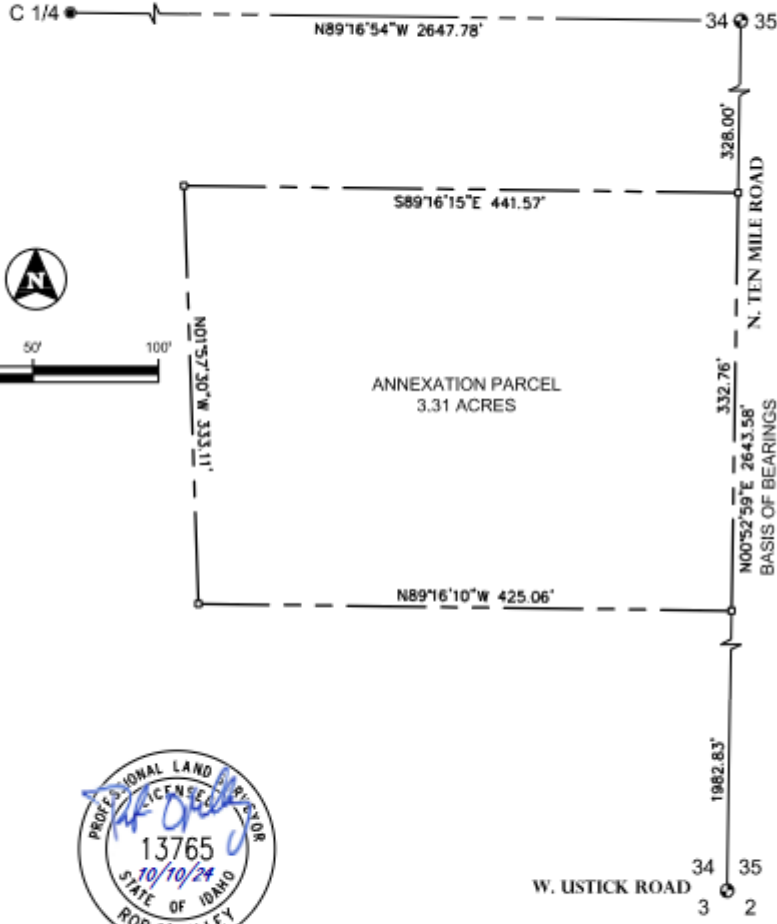 C 1/4
N89°16'54"W 2647.78'
34 35
328.00'
N. TEN MILE ROAD
S89°16'15"E 441.57'
N
50' 100'
N01°57'30"W 333.11'
ANNEXATION PARCEL
3.31 ACRES
332.76'
N00°52'59"E 2643.58'
BASIS OF BEARINGS
N89°16'10"W 425.06'
1982.83'
PROFESSIONAL LAND SURVEYOR
LICENSED
13765
10/10/24
STATE OF IDAHO
34 35
W. USTICK ROAD
3 2